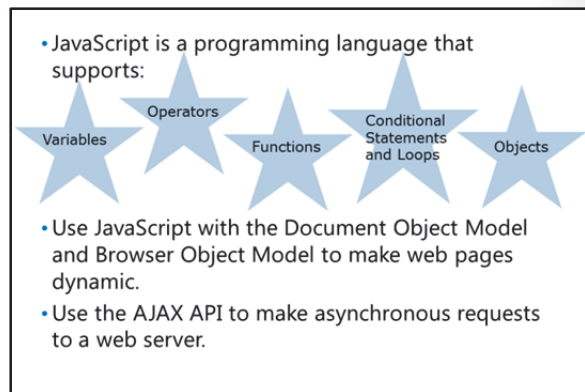 • JavaScript is a programming language that
supports:
Variables
Operators
Functions
Conditional
Statements
and Loops
Objects
• Use JavaScript with the Document Object Model
and Browser Object Model to make web pages
dynamic.
• Use the AJAX API to make asynchronous requests
to a web server.